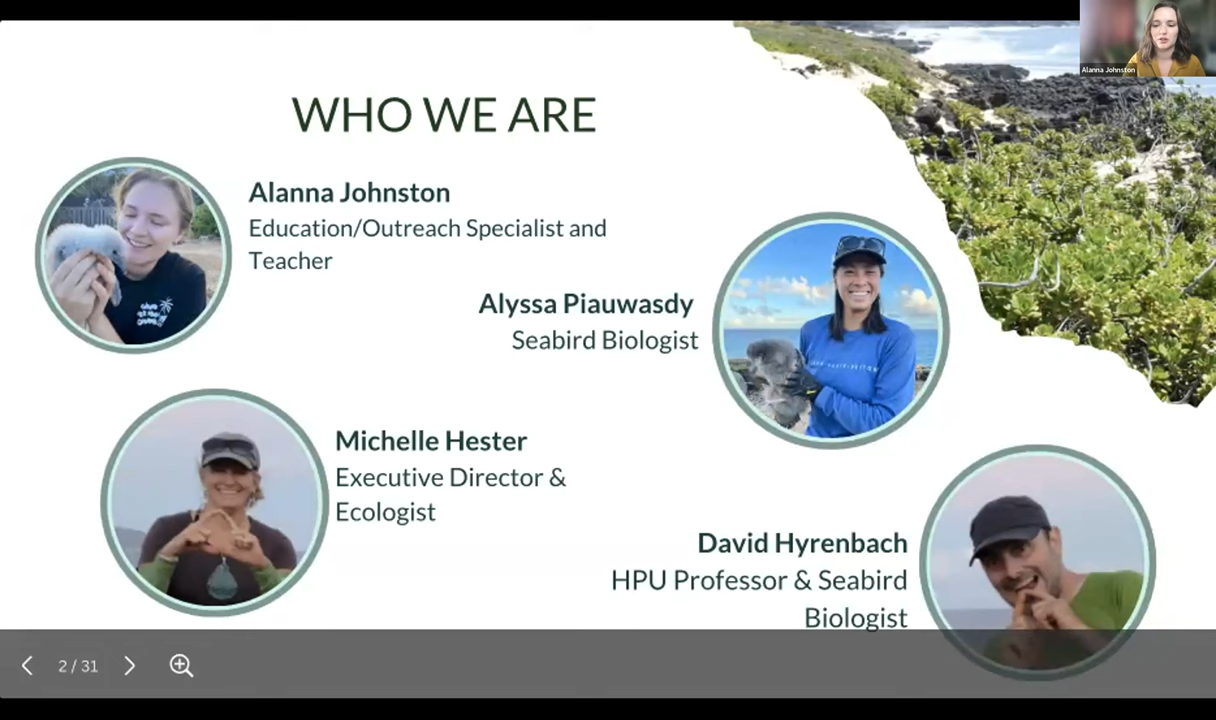 Alanna Johnston
WHO WE ARE
Alanna Johnston
Education/Outreach Specialist and
Teacher
Alyssa Piauwasdy
Seabird Biologist
Michelle Hester
Executive Director &
Ecologist
David Hyrenbach
HPU Professor & Seabird
Biologist
2 / 31